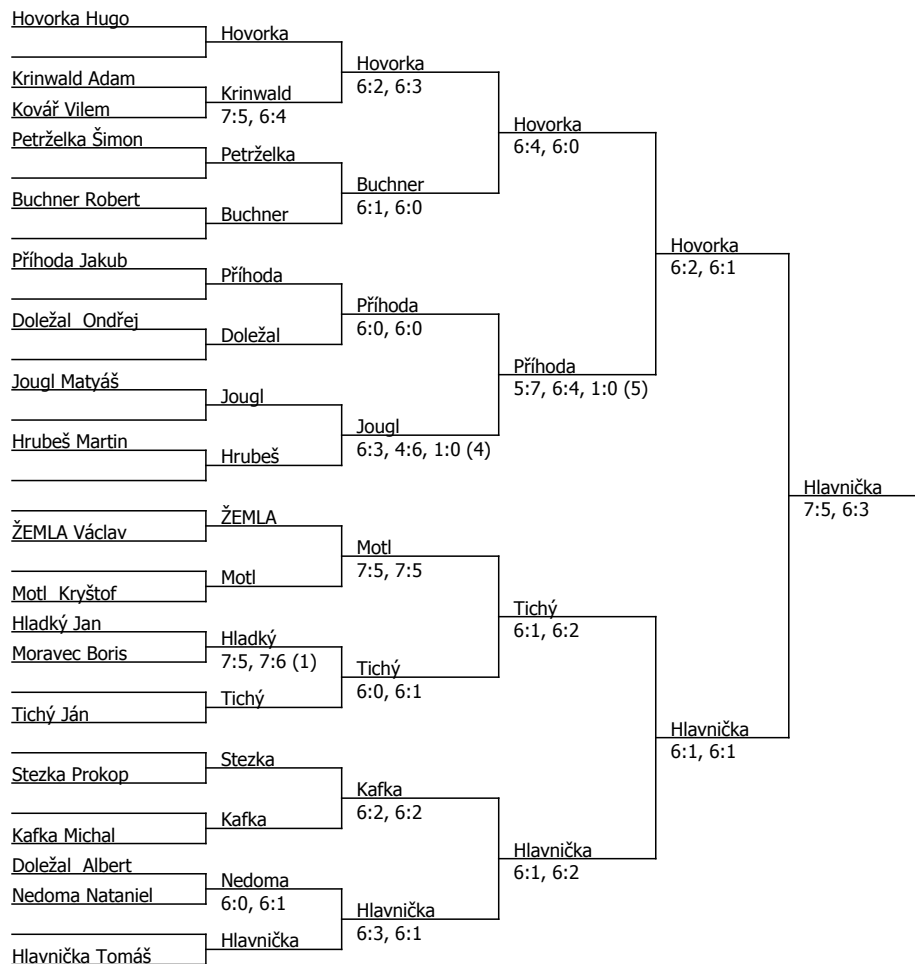 Hovorka Hugo
Hovorka
Hovorka
6:2, 6:3
Krinwald Adam
Krinwald
7:5, 6:4
Kovář Vilem
Hovorka
6:4, 6:0
Petrželka Šimon
Petrželka
Buchner
6:1, 6:0
Buchner Robert
Buchner
Hovorka
6:2, 6:1
Příhoda Jakub
Příhoda
Příhoda
6:0, 6:0
Doležal  Ondřej
Doležal
Příhoda
5:7, 6:4, 1:0 (5)
Jougl Matyáš
Jougl
Jougl
6:3, 4:6, 1:0 (4)
Hrubeš Martin
Hrubeš
Hlavnička
7:5, 6:3
ŽEMLA
ŽEMLA Václav
Motl
7:5, 7:5
Motl
Motl  Kryštof
Tichý
6:1, 6:2
Hladký Jan
Hladký
7:5, 7:6 (1)
Moravec Boris
Tichý
6:0, 6:1
Tichý
Tichý Ján
Hlavnička
6:1, 6:1
Stezka
Stezka Prokop
Kafka
6:2, 6:2
Kafka
Kafka Michal
Hlavnička
6:1, 6:2
Doležal  Albert
Nedoma
6:0, 6:1
Nedoma Nataniel
Hlavnička
6:3, 6:1
Hlavnička
Hlavnička Tomáš